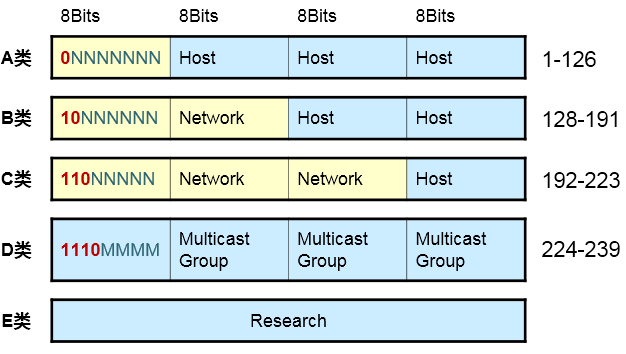 8Bits 8Bits 8Bits 8Bits
A类 0NNNNNNN Host Host Host 1-126
B类 10NNNNNN Network Host Host 128-191
C类 110NNNNN Network Network Host 192-223
D类 1110MMMM Multicast Group Multicast Group Multicast Group 224-239
E类 Research